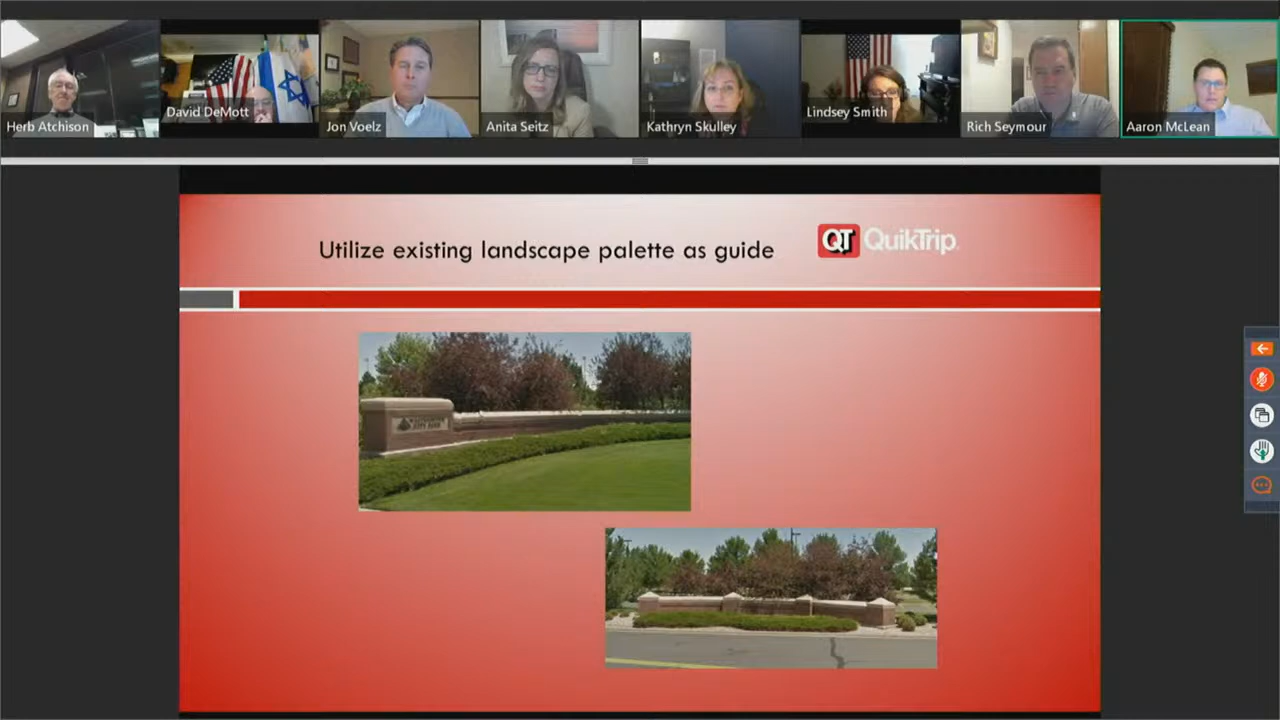 Herb Atchison
David DeMott
Jon Voelz
Anita Seitz
Kathryn Skulley
Lindsey Smith
Rich Seymour
Aaron McLean
Utilize existing landscape palette as guide
QT QuikTrip